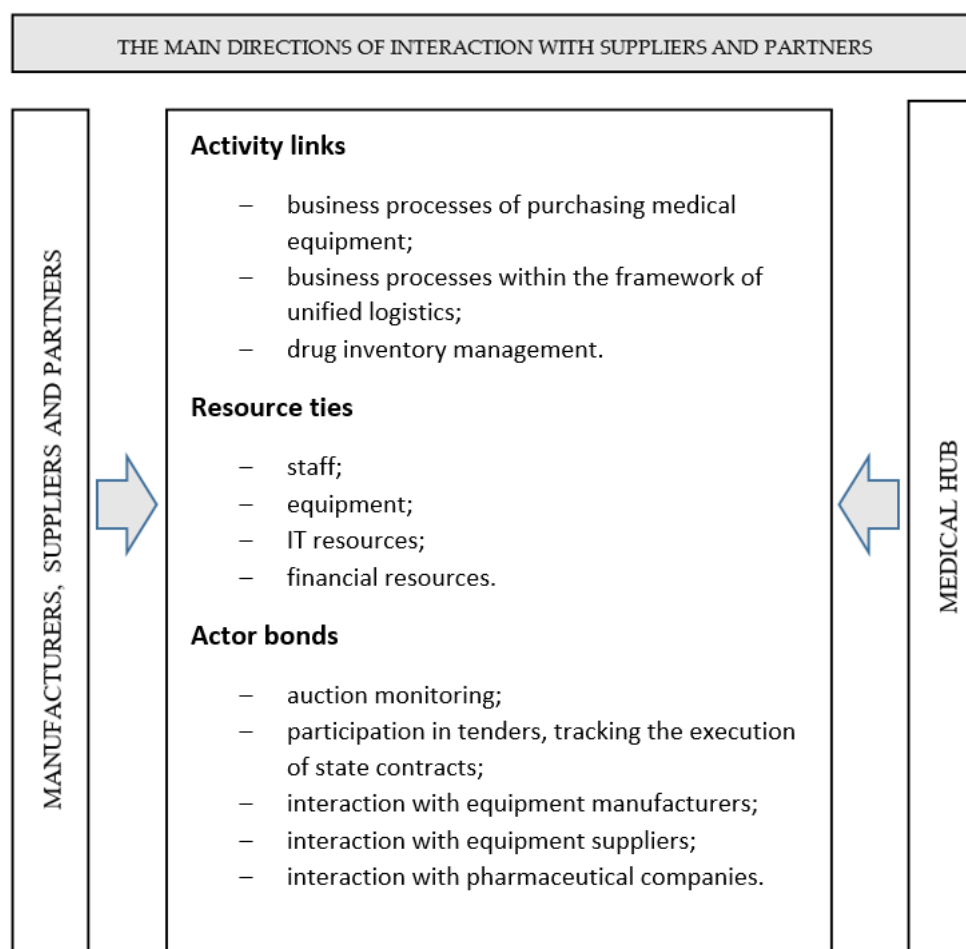 THE MAIN DIRECTIONS OF INTERACTION WITH SUPPLIERS AND PARTNERS
MANUFACTURERS, SUPPLIERS AND PARTNERS
Activity links
– business processes of purchasing medical
equipment;
– business processes within the framework of
unified logistics;
– drug inventory management.
Resource ties
– staff;
– equipment;
– IT resources;
– financial resources.
Actor bonds
– auction monitoring;
– participation in tenders, tracking the execution
of state contracts;
– interaction with equipment manufacturers;
– interaction with equipment suppliers;
– interaction with pharmaceutical companies.
MEDICAL HUB